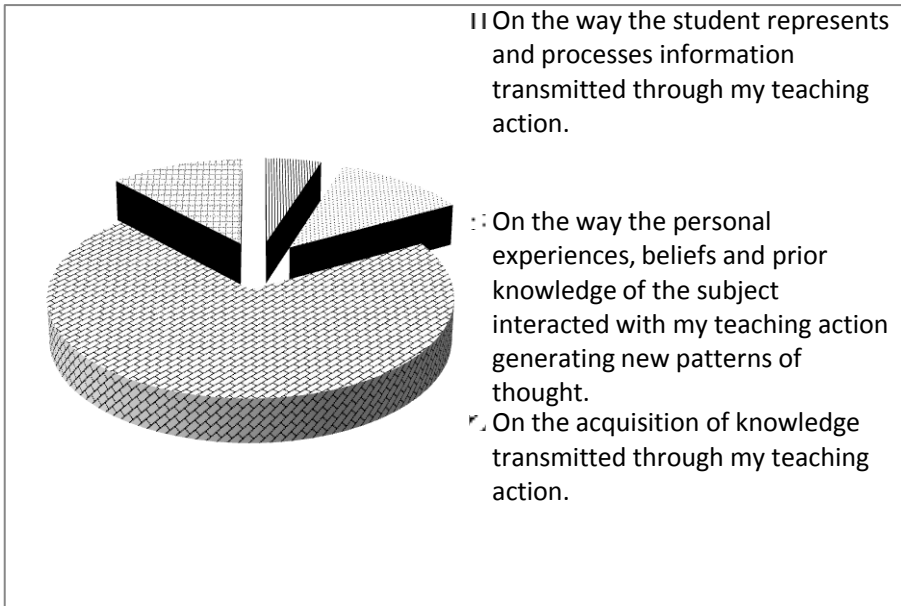 On the way the student represents
and processes information
transmitted through my teaching
action.
On the way the personal
experiences, beliefs and prior
knowledge of the subject
interacted with my teaching action
generating new patterns of
thought.
On the acquisition of knowledge
transmitted through my teaching
action.